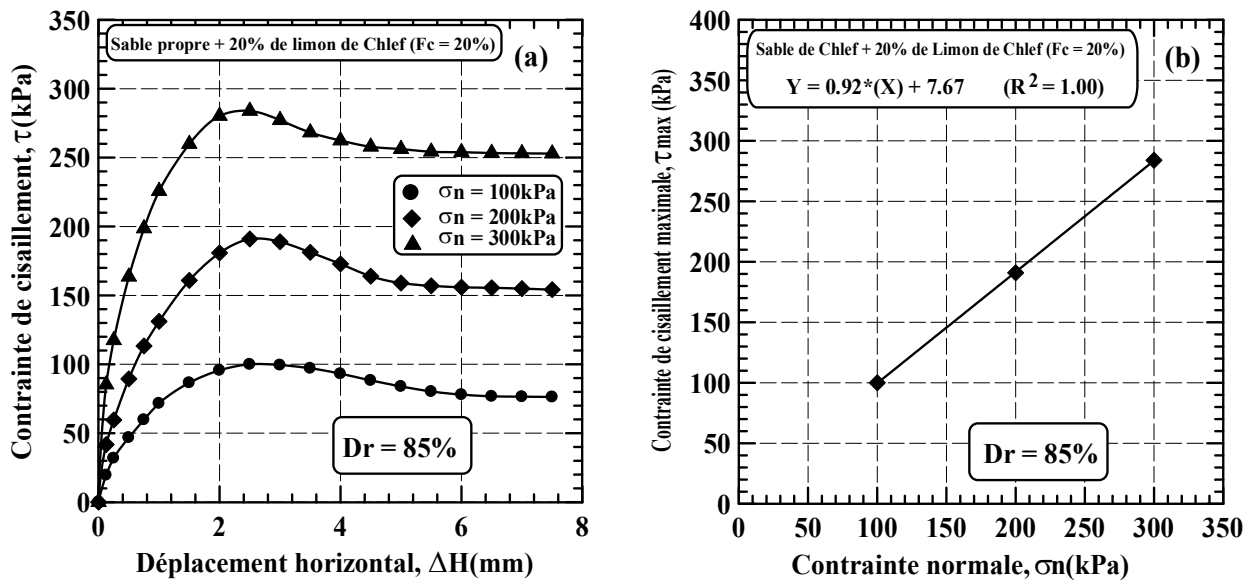 Sable propre + 20% de limon de Chlef (Fc = 20%)
(a)
Contrainte de cisaillement, τ(kPa)
350
300
250
200
150
100
50
0
σn = 100kPa
σn = 200kPa
σn = 300kPa
Dr = 85%
0 2 4 6 8
Déplacement horizontal, ΔH(mm)
Sable de Chlef + 20% de Limon de Chlef (Fc = 20%)
Y = 0.92*(X) + 7.67 (R² = 1.00)
(b)
Contrainte de cisaillement maximale, τmax (kPa)
400
350
300
250
200
150
100
50
0
Dr = 85%
0 50 100 150 200 250 300 350
Contrainte normale, σn(kPa)